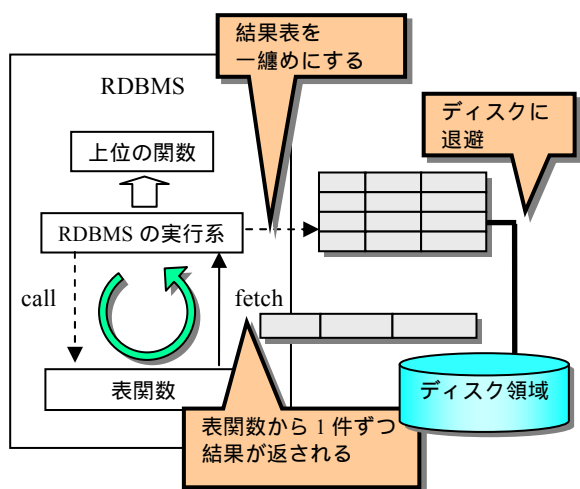 結果表を
一纏めにする
RDBMS
ディスクに
退避
上位の関数
RDBMS の実行系
call
fetch
表関数
ディスク領域
表関数から 1 件ずつ
結果が返される